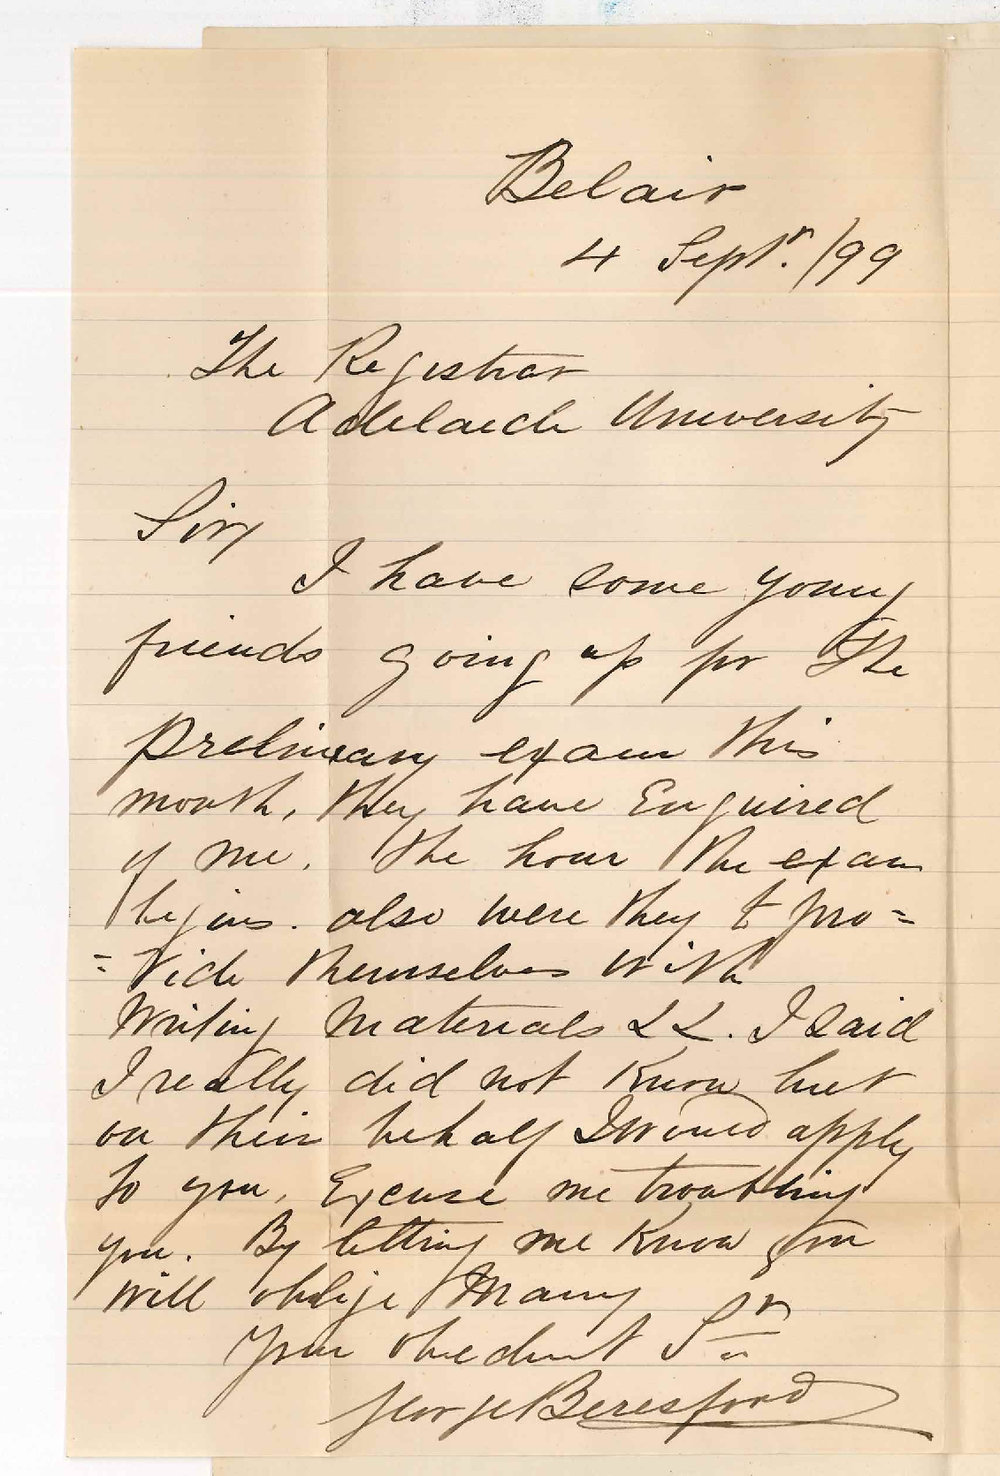 Belair
4 Septr. /99
The Registrar
Adelaide University
Sir
I have some young
friends going up for The
prelimary exam this
month, they have Enquired
of me. the hour the exam
begins. also were they to pro=
=vide themselves with
Writing Materials &&. I said
I really did not Know but
on their behalf I would apply
to you, Excuse me troubling
you. By letting me Know you
will oblige Many
Your obedient Sr
George Beresford